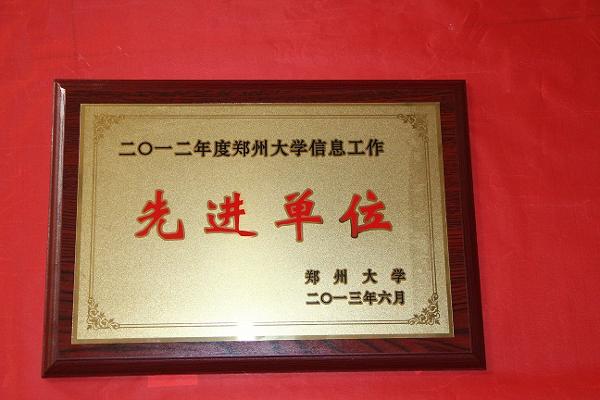 二〇一二年度郑州大学信息工作
先进单位
郑州大学
二〇一三年六月